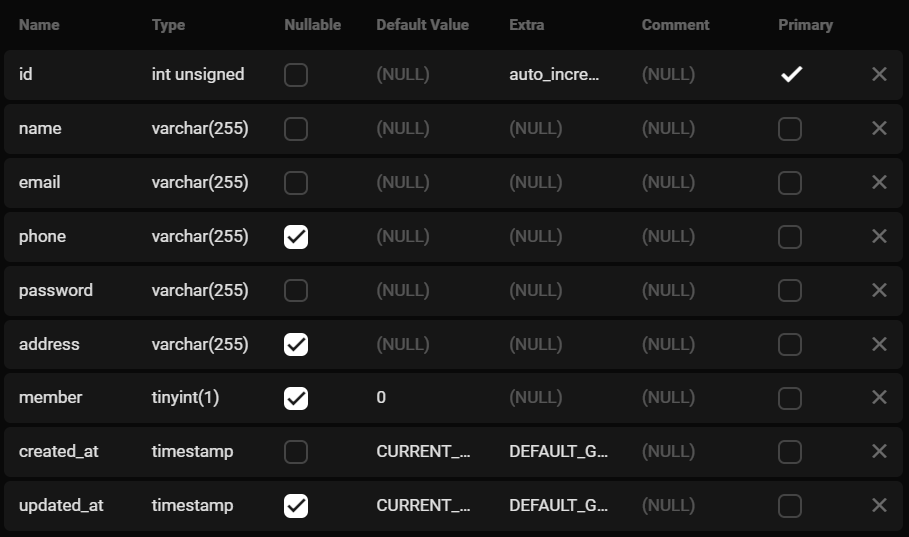 Name Type Nullable Default Value Extra Comment Primary
id int unsigned (NULL) auto_incre... (NULL)
name varchar(255) (NULL) (NULL) (NULL)
email varchar(255) (NULL) (NULL) (NULL)
phone varchar(255) (NULL) (NULL) (NULL)
password varchar(255) (NULL) (NULL) (NULL)
address varchar(255) (NULL) (NULL) (NULL)
member tinyint(1) 0 (NULL) (NULL)
created_at timestamp CURRENT_... DEFAULT_G... (NULL)
updated_at timestamp CURRENT_... DEFAULT_G... (NULL)